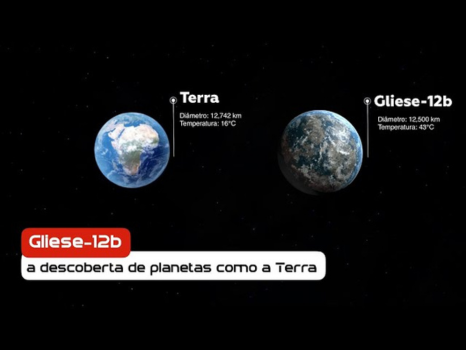 Terra
Diâmetro: 12,742 km
Temperatura: 16°C
Gliese-12b
Diâmetro: 12,500 km
Temperatura: 43°C
Gliese-12b
a descoberta de planetas como a Terra